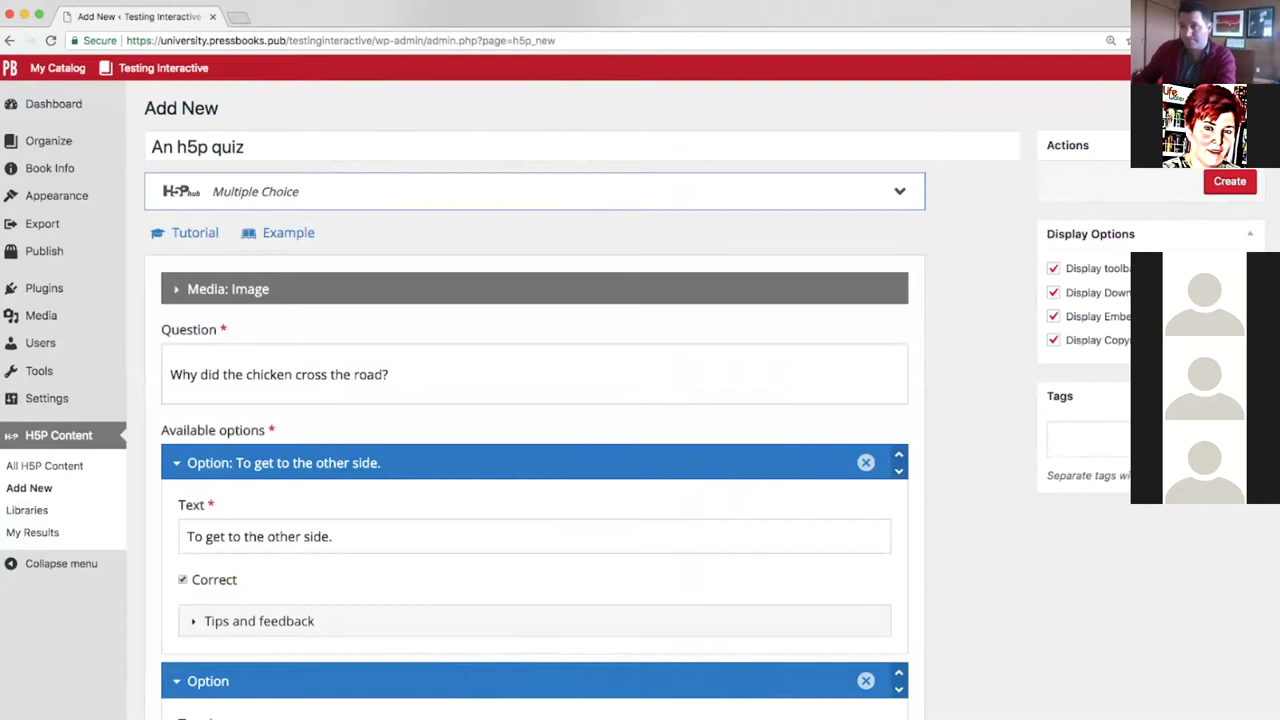 Add New ‹ Testing Interactive
Secure
https://university.pressbooks.pub/testinginteractive/wp-admin/admin.php?page=h5p_new
PB
My Catalog
Testing Interactive
Dashboard
Organize
Book Info
Appearance
Export
Publish
Plugins
Media
Users
Tools
Settings
H5P H5P Content
All H5P Content
Add New
Libraries
My Results
Collapse menu
Add New
An h5p quiz
H5Phub Multiple Choice
Tutorial
Example
Media: Image
Question *
Why did the chicken cross the road?
Available options *
Option: To get to the other side.
Text *
To get to the other side.
Correct
Tips and feedback
Option
Actions
Create
Display Options
Display toolb
Display Down
Display Embe
Display Copy
Tags
Separate tags wi